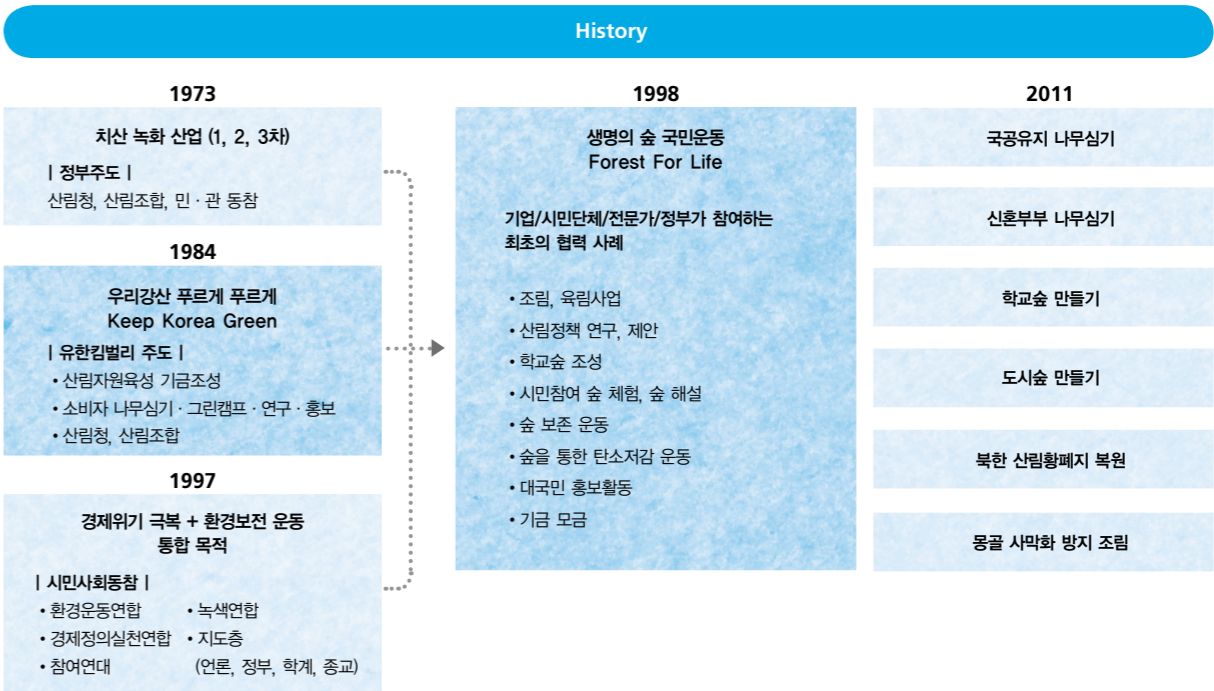 History
1973
치산 녹화 산업 (1, 2, 3차)
| 정부주도 |
산림청, 산림조합, 민 · 관 동참
1984
우리강산 푸르게 푸르게
Keep Korea Green
| 유한킴벌리 주도 |
• 산림자원육성 기금조성
• 소비자 나무심기 · 그린캠프 · 연구 · 홍보
• 산림청, 산림조합
1997
경제위기 극복 + 환경보전 운동
통합 목적
| 시민사회동참 |
• 환경운동연합 • 녹색연합
• 경제정의실천연합 • 지도층
• 참여연대 (언론, 정부, 학계, 종교)
1998
생명의 숲 국민운동
Forest For Life
기업/시민단체/전문가/정부가 참여하는
최초의 협력 사례
• 조림, 육림사업
• 산림정책 연구, 제안
• 학교숲 조성
• 시민참여 숲 체험, 숲 해설
• 숲 보존 운동
• 숲을 통한 탄소저감 운동
• 대국민 홍보활동
• 기금 모금
2011
국공유지 나무심기
신혼부부 나무심기
학교숲 만들기
도시숲 만들기
북한 산림황폐지 복원
몽골 사막화 방지 조림